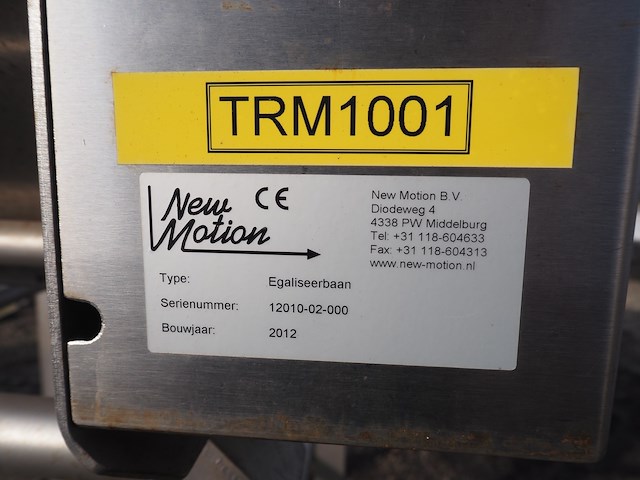 TRM1001
New Motion
CE
New Motion B.V.
Diodeweg 4
4338 PW Middelburg
Tel: +31 118-604633
Fax: +31 118-604313
www.new-motion.nl
Type: Egaliseerbaan
Serienummer: 12010-02-000
Bouwjaar: 2012